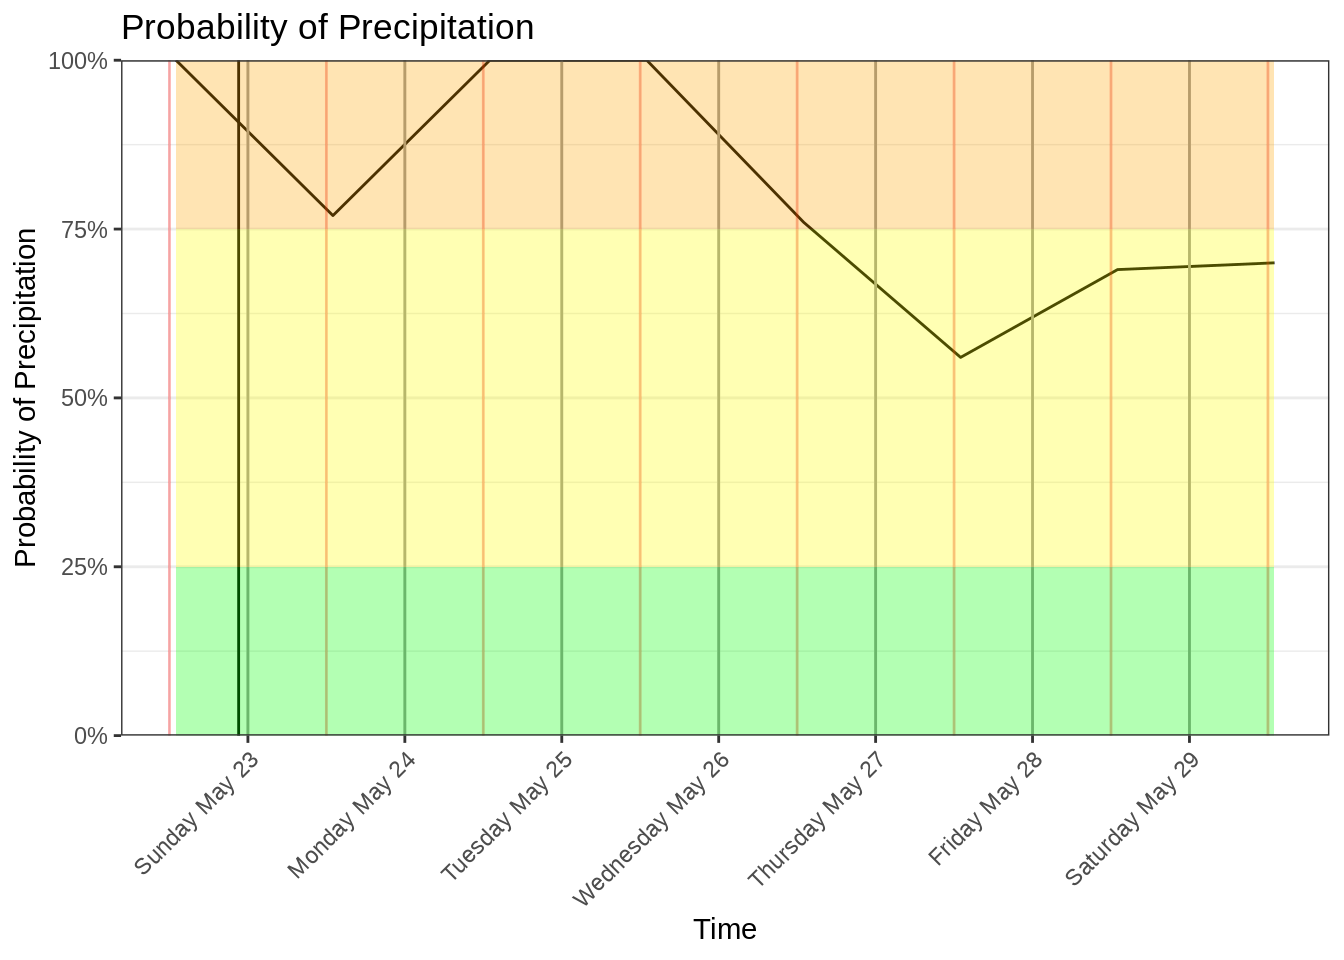 Probability of Precipitation
100%
75%
50%
25%
0%
Probability of Precipitation
Sunday May 23
Monday May 24
Tuesday May 25
Wednesday May 26
Thursday May 27
Friday May 28
Saturday May 29
Time